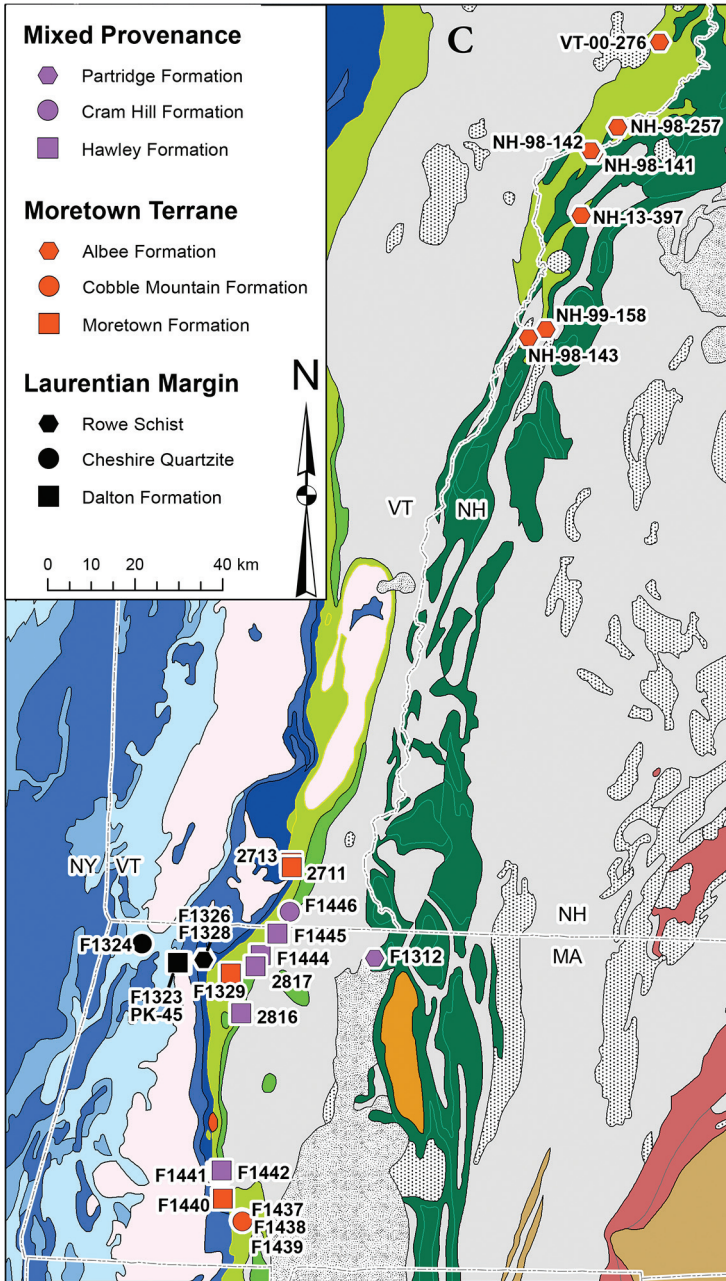 Mixed Provenance
Partridge Formation
Cram Hill Formation
Hawley Formation
Moretown Terrane
Albee Formation
Cobble Mountain Formation
Moretown Formation
Laurentian Margin
Rowe Schist
Cheshire Quartzite
Dalton Formation
N
0 10 20 40 km
C
VT-00-276
NH-98-257
NH-98-142
NH-98-141
NH-13-397
NH-99-158
NH-98-143
VT NH
2713
2711
NY VT
F1446
F1326
F1328
F1445
NH
F1324
F1444
F1312
MA
2817
F1323
PK-45
F1329
2816
F1441
F1442
F1440
F1437
F1438
F1439